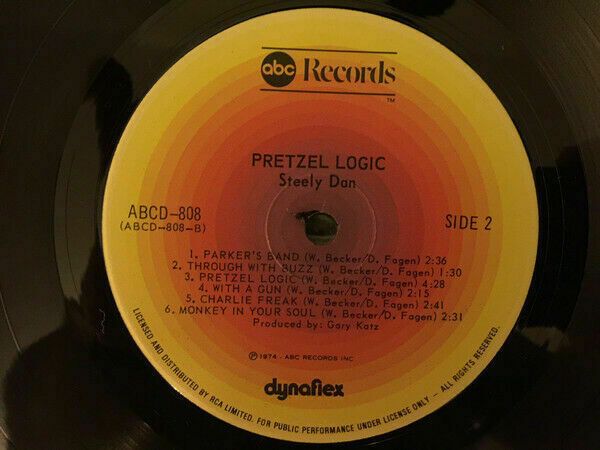 abc Records
TM
PRETZEL LOGIC
Steely Dan
ABCD-808
(ABCD-808-B)
SIDE 2
1. PARKER'S BAND (W. Becker/D. Fagen) 2:36
2. THROUGH WITH BUZZ (W. Becker/D. Fagen) 1:30
3. PRETZEL LOGIC (W. Becker/D. Fagen) 4:28
4. WITH A GUN (W. Becker/D. Fagen) 2:15
5. CHARLIE FREAK (W. Becker/D. Fagen) 2:41
6. MONKEY IN YOUR SOUL (W. Becker/D. Fagen) 2:31
Produced by: Gary Katz
Ⓟ 1974 - ABC RECORDS INC
dynaflex
LICENSED AND DISTRIBUTED BY RCA LIMITED. FOR PUBLIC PERFORMANCE UNDER LICENSE ONLY - ALL RIGHTS RESERVED.